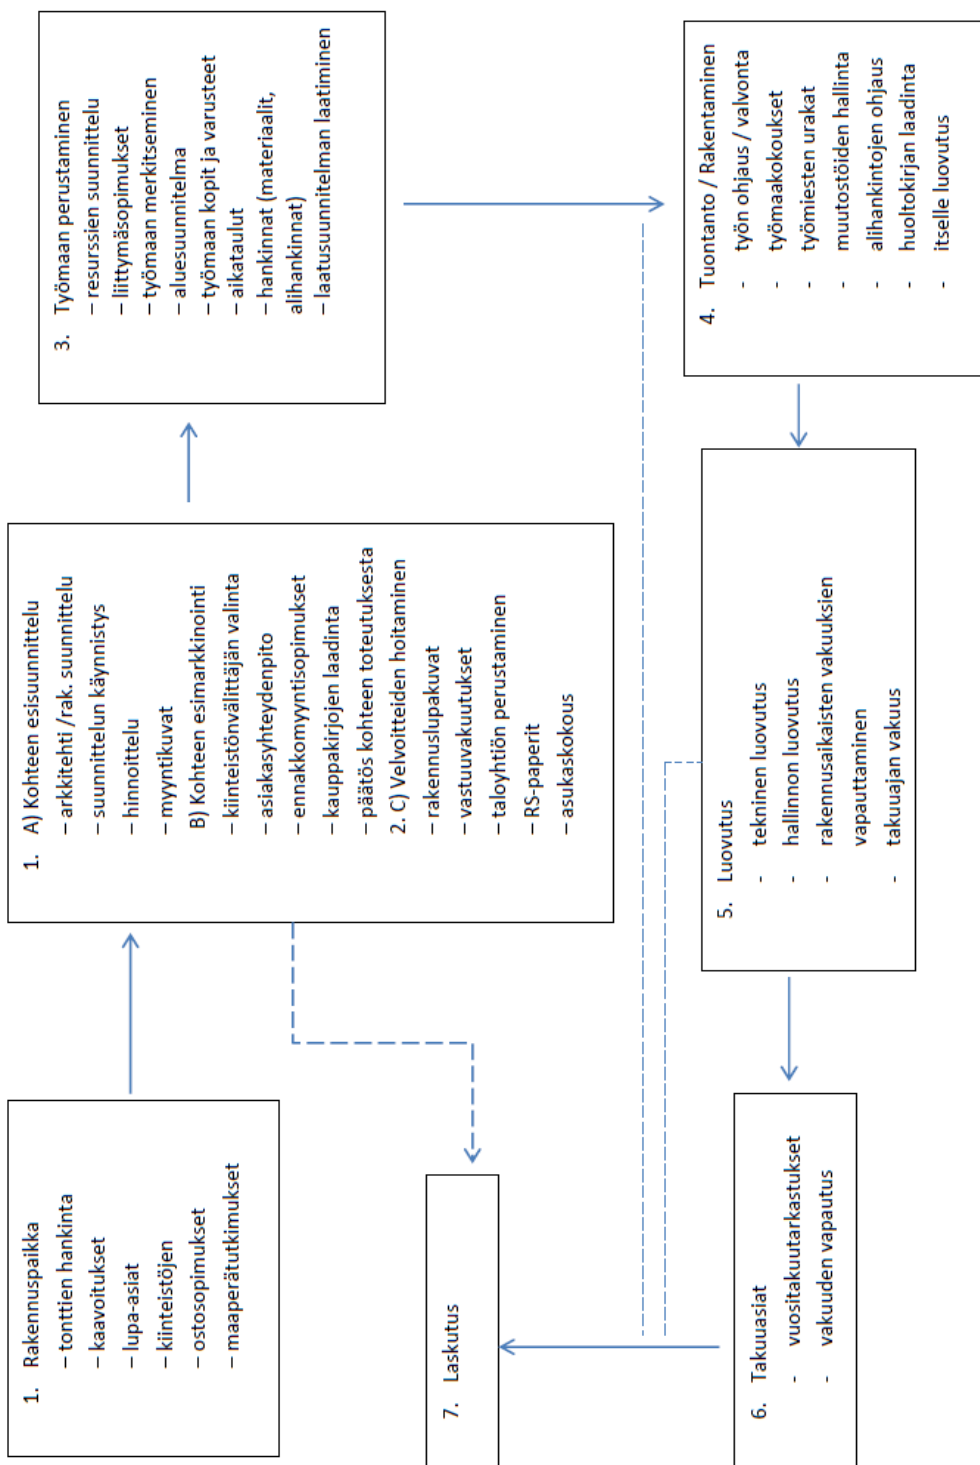 1. Rakennuspaikka
– tonttien hankinta
– kaavoitukset
– lupa-asiat
– kiinteistöjen
– ostosopimukset
– maaperätutkimukset
1. A) Kohteen esisuunnittelu
– arkkitehti /rak. suunnittelu
– suunnittelun käynnistys
– hinnoittelu
– myyntikuvat
B) Kohteen esimarkkinointi
– kiinteistönvälittäjän valinta
– asiakasyhteydenpito
– ennakkomyyntisopimukset
– kauppakirjojen laadinta
– päätös kohteen toteutuksesta
2. C) Velvoitteiden hoitaminen
– rakennuslupakuvat
– vastuuvakuutukset
– taloyhtiön perustaminen
– RS-paperit
– asukaskokous
3. Työmaan perustaminen
– resurssien suunnittelu
– liittymäsopimukset
– työmaan merkitseminen
– aluesuunnitelma
– työmaan kopit ja varusteet
– aikataulut
– hankinnat (materiaalit,
alihankinnat)
– laatusuunnitelman laatiminen
4. Tuontanto / Rakentaminen
- työn ohjaus / valvonta
- työmaakokoukset
- työmiesten urakat
- muutostöiden hallinta
- alihankintojen ohjaus
- huoltokirjan laadinta
- itselle luovutus
5. Luovutus
- tekninen luovutus
- hallinnon luovutus
- rakennusaikaisten vakuuksien
vapauttaminen
- takuuajan vakuus
6. Takuuasiat
- vuositakuutarkastukset
- vakuuden vapautus
7. Laskutus